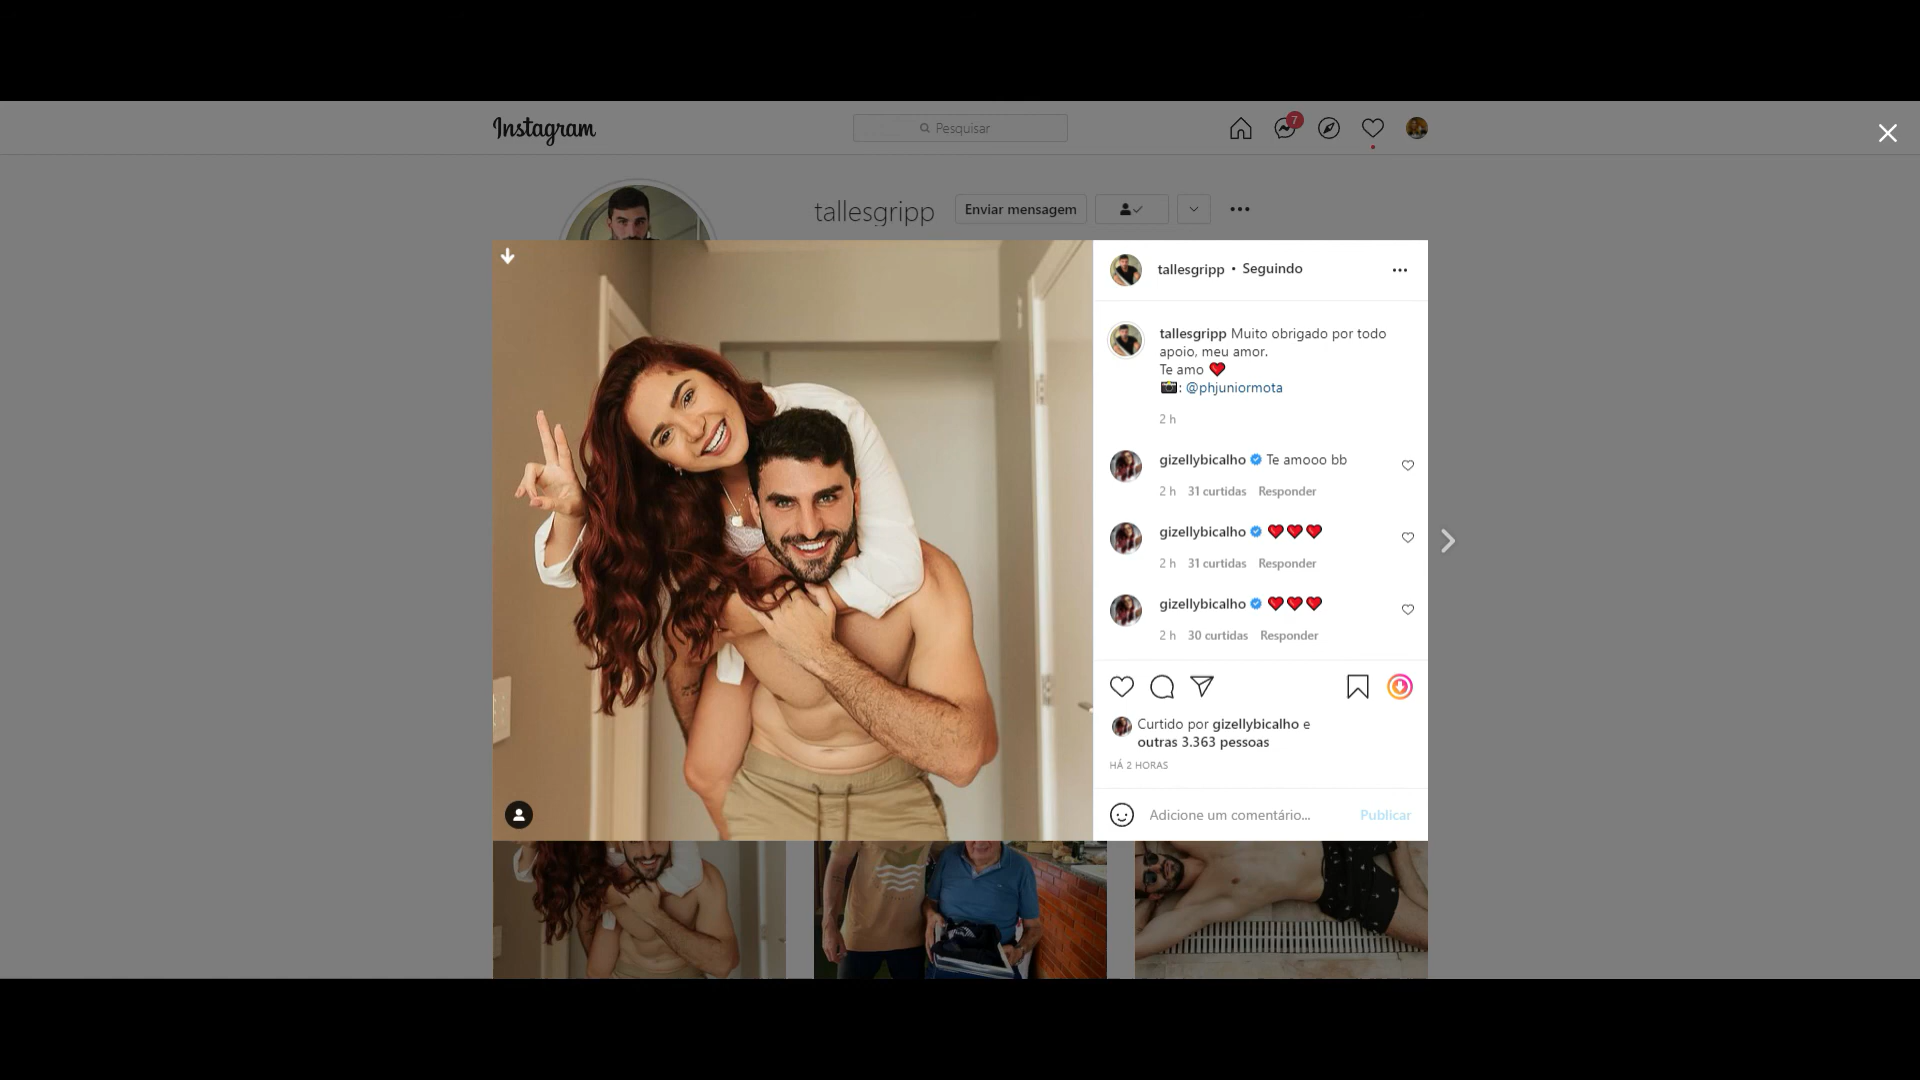 Instagram
Pesquisar
7
tallesgripp
Enviar mensagem
tallesgripp • Seguindo
tallesgripp Muito obrigado por todo
apoio, meu amor.
Te amo ❤️
📷: @phjuniormota
2 h
gizellybicalho Te amooo bb
2 h 31 curtidas Responder
gizellybicalho ❤️❤️❤️
2 h 31 curtidas Responder
gizellybicalho ❤️❤️❤️
2 h 30 curtidas Responder
Curtido por gizellybicalho e
outras 3.363 pessoas
HÁ 2 HORAS
Adicione um comentário...
Publicar